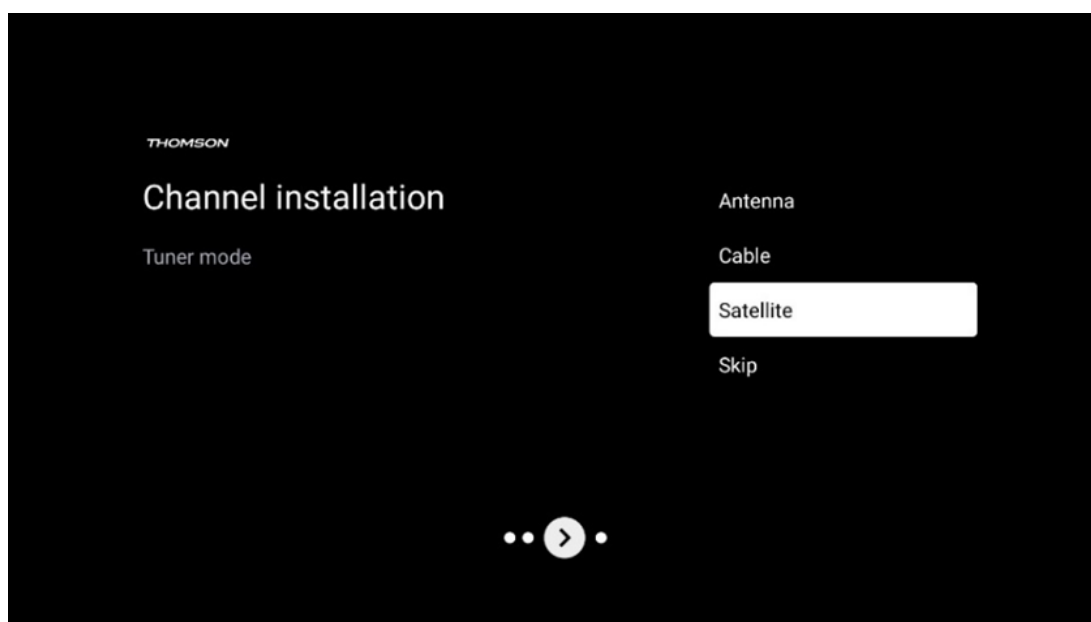 THOMSON
Channel installation
Tuner mode
Antenna
Cable
Satellite
Skip